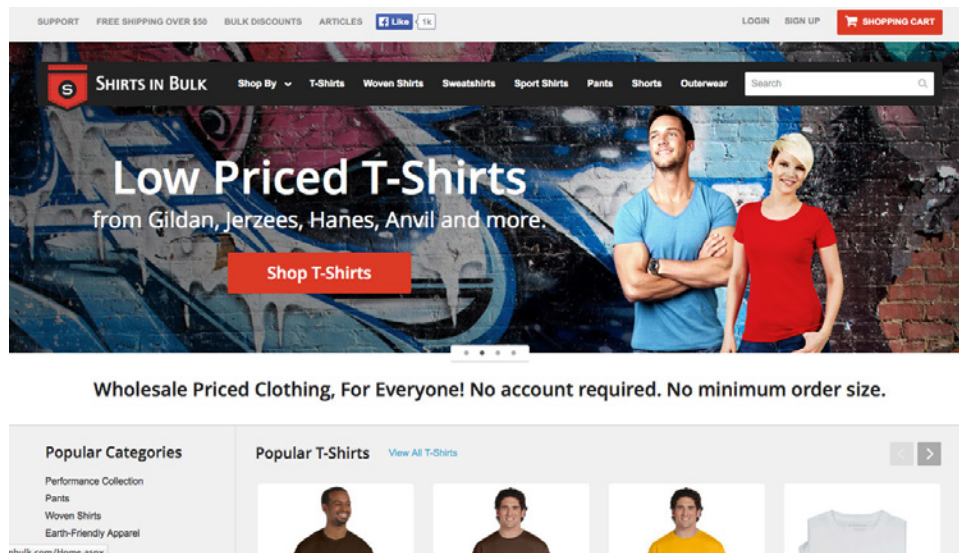 SUPPORT FREE SHIPPING OVER $50 BULK DISCOUNTS ARTICLES Like 1k LOGIN SIGN UP SHOPPING CART
S SHIRTS IN BULK Shop By T-Shirts Woven Shirts Sweatshirts Sport Shirts Pants Shorts Outerwear Search
Low Priced T-Shirts
from Gildan, Jerzees, Hanes, Anvil and more.
Shop T-Shirts
Wholesale Priced Clothing, For Everyone! No account required. No minimum order size.
Popular Categories
Performance Collection
Pants
Woven Shirts
Earth-Friendly Apparel
Popular T-Shirts View All T-Shirts